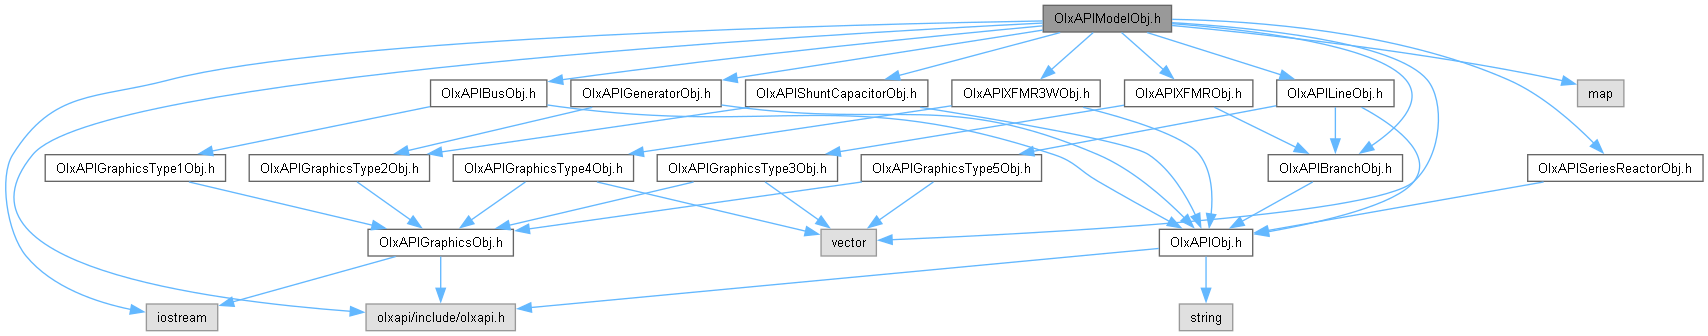 OlxAPIModelObj.h
OlxAPIBusObj.h
OlxAPIGeneratorObj.h
OlxAPIShuntCapacitorObj.h
OlxAPIXFMR3WObj.h
OlxAPIXFMRObj.h
OlxAPILineObj.h
map
OlxAPIGraphicsType1Obj.h
OlxAPIGraphicsType2Obj.h
OlxAPIGraphicsType4Obj.h
OlxAPIGraphicsType3Obj.h
OlxAPIGraphicsType5Obj.h
OlxAPIBranchObj.h
OlxAPISeriesReactorObj.h
OlxAPIGraphicsObj.h
vector
OlxAPIObj.h
iostream
olxapi/include/olxapi.h
string